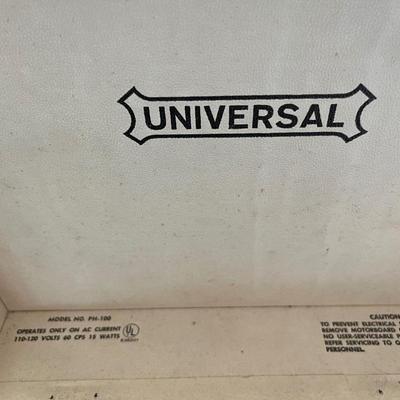 UNIVERSAL
MODEL NO. PH-100
OPERATES ONLY ON AC CURRENT
110-120 VOLTS 60 CPS 15 WATTS
UL
CAUTION
TO PREVENT ELECTRICAL
REMOVE MOTORBOARD
NO USER-SERVICEABLE
REFER SERVICING TO
PERSONNEL.